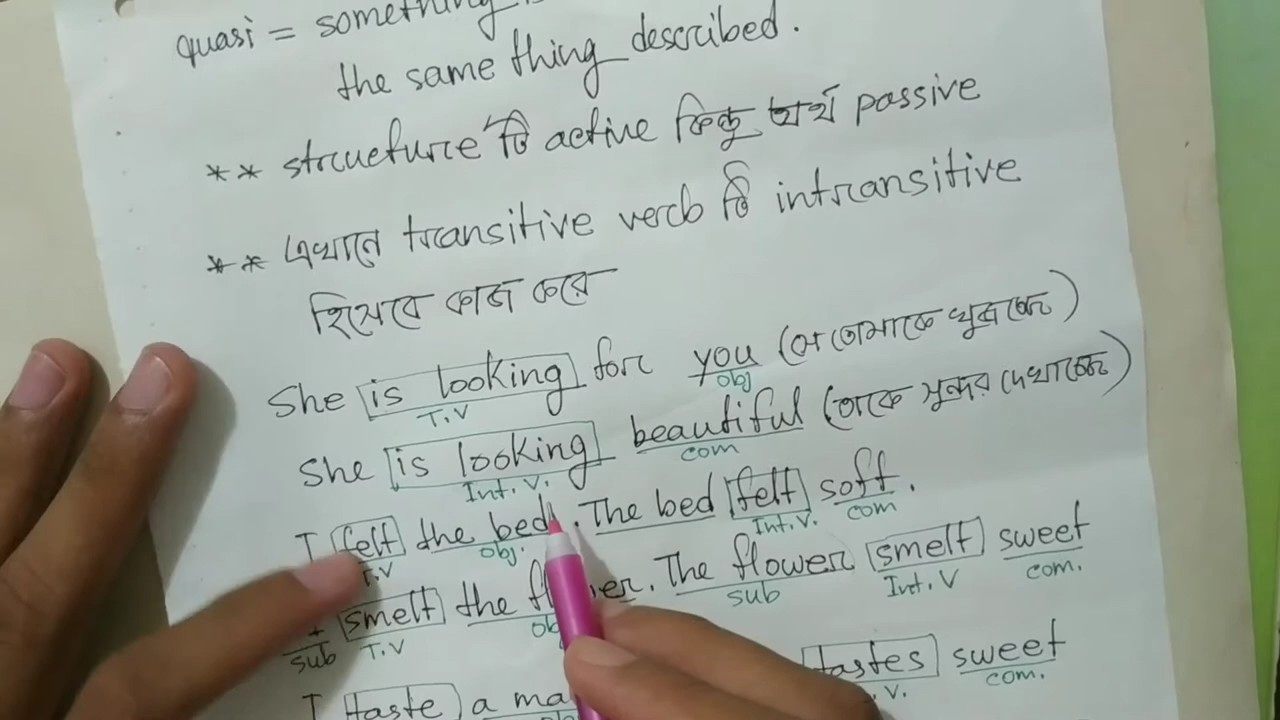 quasi = something
the same thing described.
** structure টি active কিন্তু অর্থ passive
** এখানে transitive verb টি intransitive
হিসেবে কাজ করে
She is looking for you (সে তোমাকে খুজছে)
T.V obj
She is looking beautiful (তাকে সুন্দর দেখাচ্ছে)
Int. V. com
I felt the bed. The bed felt soft.
T.V obj. Int.V. com
I smelt the flower. The flower smelt sweet
sub T.V sub Int. V com.
I taste a tastes sweet
V. com.